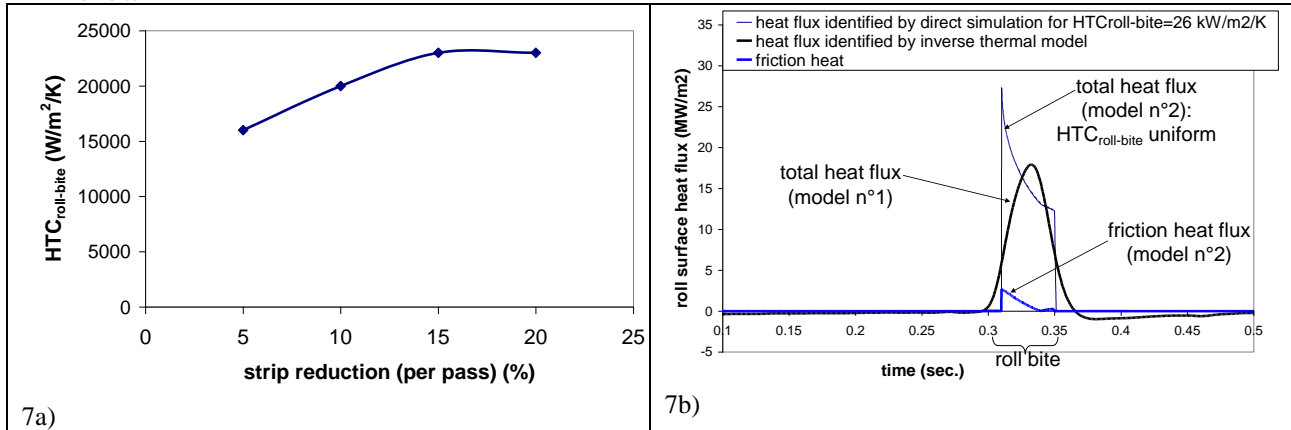 25000
20000
15000
10000
5000
0
0 5 10 15 20 25
HTCroll-bite (W/m²/K)
strip reduction (per pass) (%)
7a)
heat flux identified by direct simulation for HTCroll-bite=26 kW/m2/K
heat flux identified by inverse thermal model
friction heat
35
30
25
20
15
10
5
0
-5
0.1 0.15 0.2 0.25 0.3 0.35 0.4 0.45 0.5
roll surface heat flux (MW/m2)
total heat flux
(model n°2):
HTCroll-bite uniform
total heat flux
(model n°1)
friction heat flux
(model n°2)
roll bite
time (sec.)
7b)